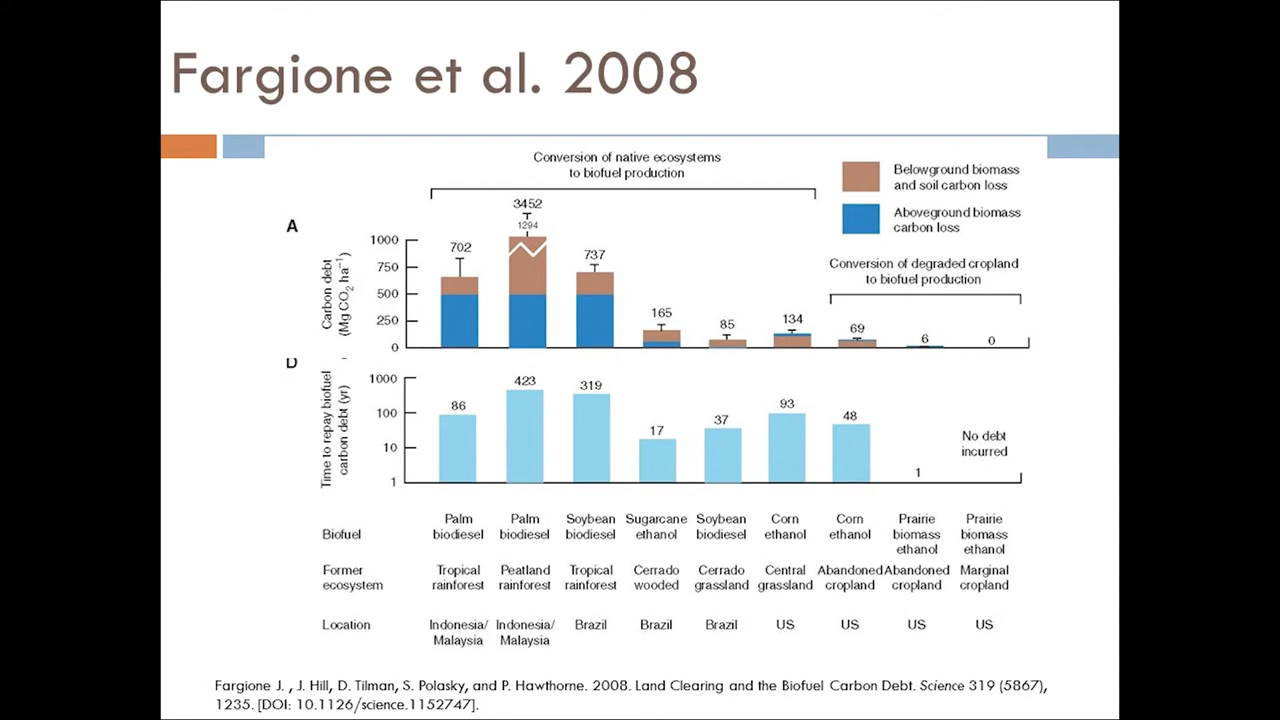 Fargione et al. 2008
Conversion of native ecosystems
to biofuel production
Belowground biomass
and soil carbon loss
Aboveground biomass
carbon loss
Conversion of degraded cropland
to biofuel production
A
Carbon debt
(Mg CO2 ha−1)
1000
750
500
250
0
702
3452
1294
737
165
85
134
69
6
0
D
Time to repay biofuel
carbon debt (yr)
1000
100
10
1
86
423
319
17
37
93
48
1
No debt
incurred
Biofuel
Palm biodiesel
Palm biodiesel
Soybean biodiesel
Sugarcane ethanol
Soybean biodiesel
Corn ethanol
Corn ethanol
Prairie biomass ethanol
Prairie biomass ethanol
Former ecosystem
Tropical rainforest
Peatland rainforest
Tropical rainforest
Cerrado wooded
Cerrado grassland
Central grassland
Abandoned cropland
Abandoned cropland
Marginal cropland
Location
Indonesia/ Malaysia
Indonesia/ Malaysia
Brazil
Brazil
Brazil
US
US
US
US
Fargione J. , J. Hill, D. Tilman, S. Polasky, and P. Hawthorne. 2008. Land Clearing and the Biofuel Carbon Debt. Science 319 (5867),
1235. [DOI: 10.1126/science.1152747].